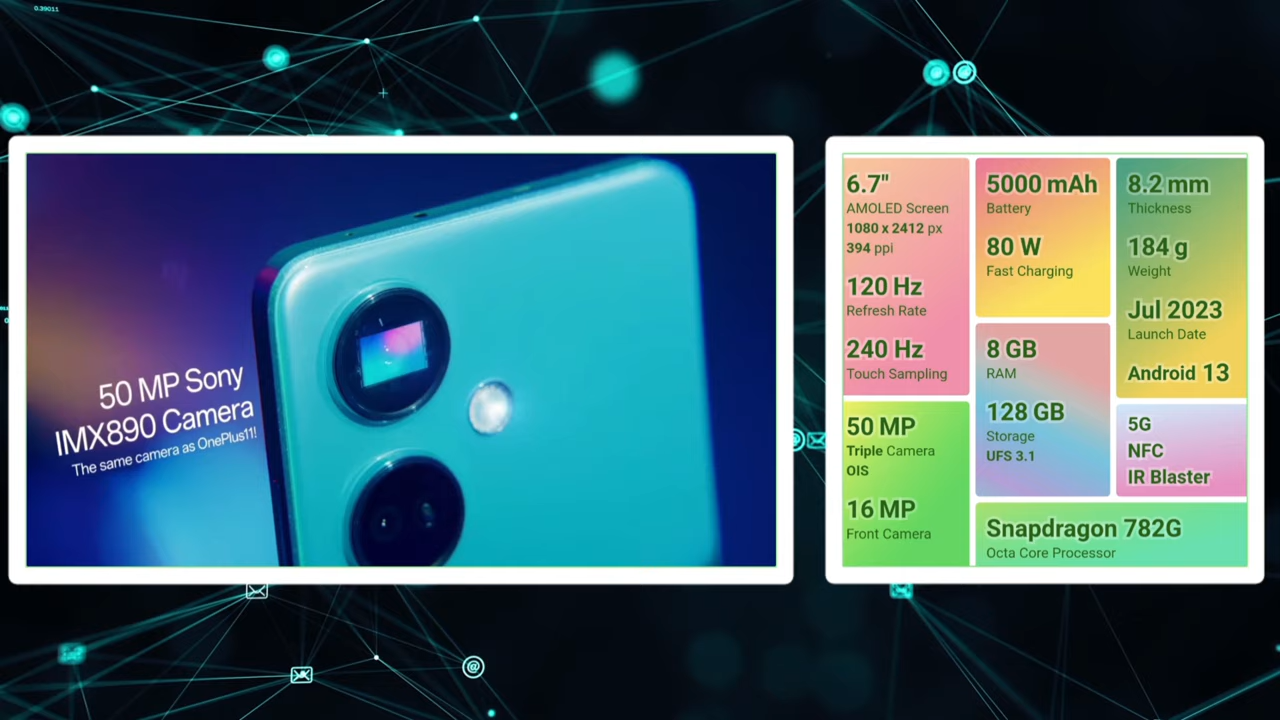 0.39011
50 MP Sony
IMX890 Camera
The same camera as OnePlus11!
6.7"
AMOLED Screen
1080 x 2412 px
394 ppi
120 Hz
Refresh Rate
240 Hz
Touch Sampling
50 MP
Triple Camera
OIS
16 MP
Front Camera
5000 mAh
Battery
80 W
Fast Charging
8 GB
RAM
128 GB
Storage
UFS 3.1
8.2 mm
Thickness
184 g
Weight
Jul 2023
Launch Date
Android 13
5G
NFC
IR Blaster
Snapdragon 782G
Octa Core Processor